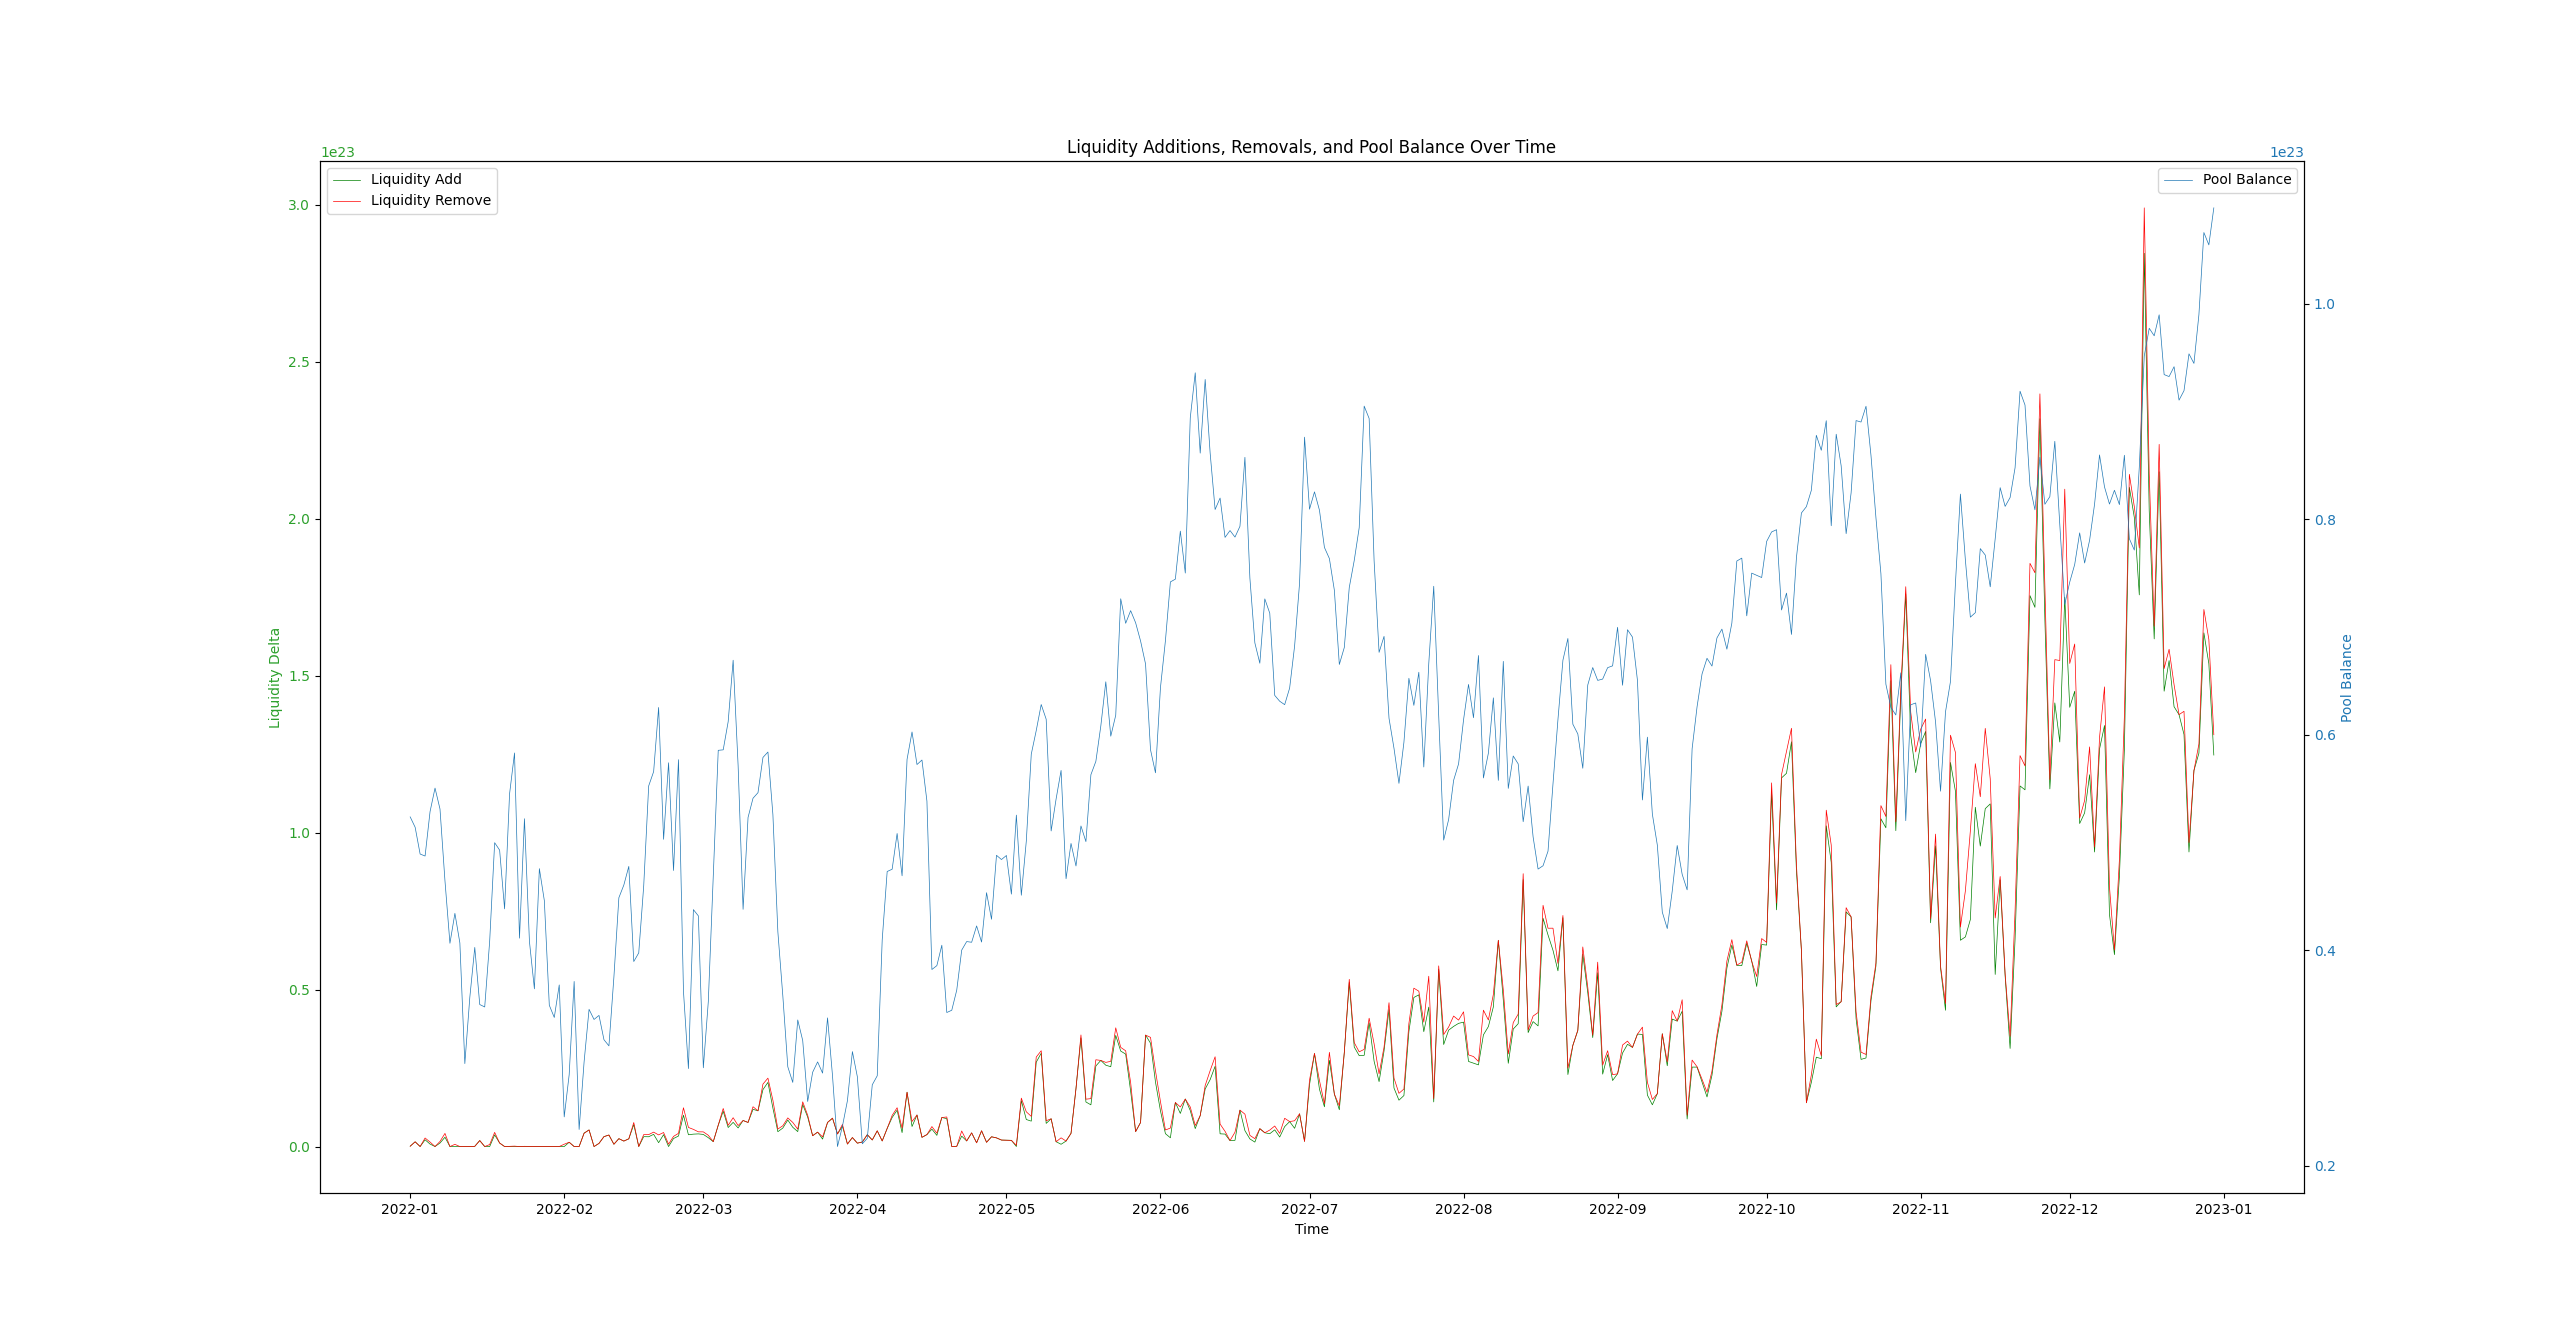 Liquidity Additions, Removals, and Pool Balance Over Time
1e23
1e23
Liquidity Add
Liquidity Remove
Pool Balance
3.0
2.5
2.0
1.5
1.0
0.5
0.0
Liquidity Delta
1.0
0.8
0.6
0.4
0.2
Pool Balance
2022-01
2022-02
2022-03
2022-04
2022-05
2022-06
2022-07
2022-08
2022-09
2022-10
2022-11
2022-12
2023-01
Time